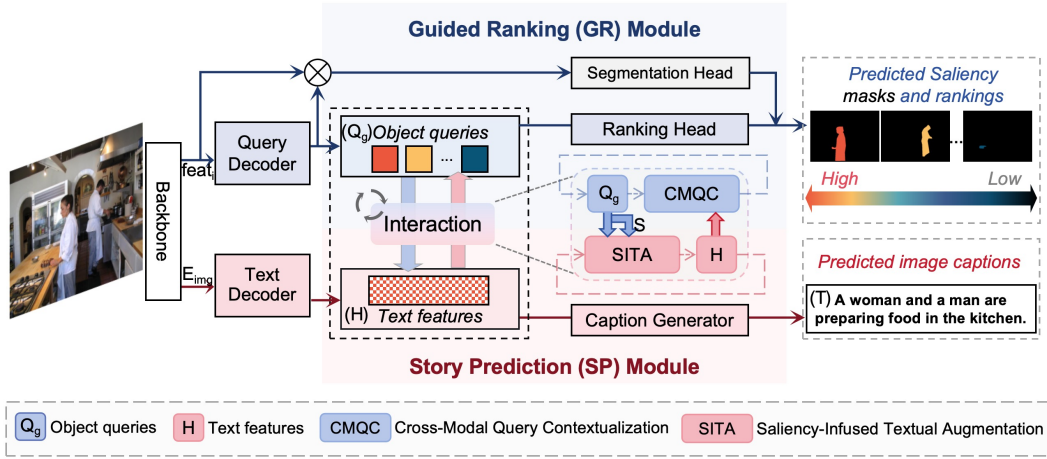 Guided Ranking (GR) Module
Segmentation Head
Predicted Saliency
masks and rankings
(Qg) Object queries
...
Ranking Head
...
High
Low
Query
Decoder
feati
Backbone
Interaction
Qg
CMQC
S
SITA
H
Eimg
Text
Decoder
(H) Text features
Caption Generator
Predicted image captions
(T) A woman and a man are
preparing food in the kitchen.
Story Prediction (SP) Module
Qg Object queries
H Text features
CMQC Cross-Modal Query Contextualization
SITA Saliency-Infused Textual Augmentation